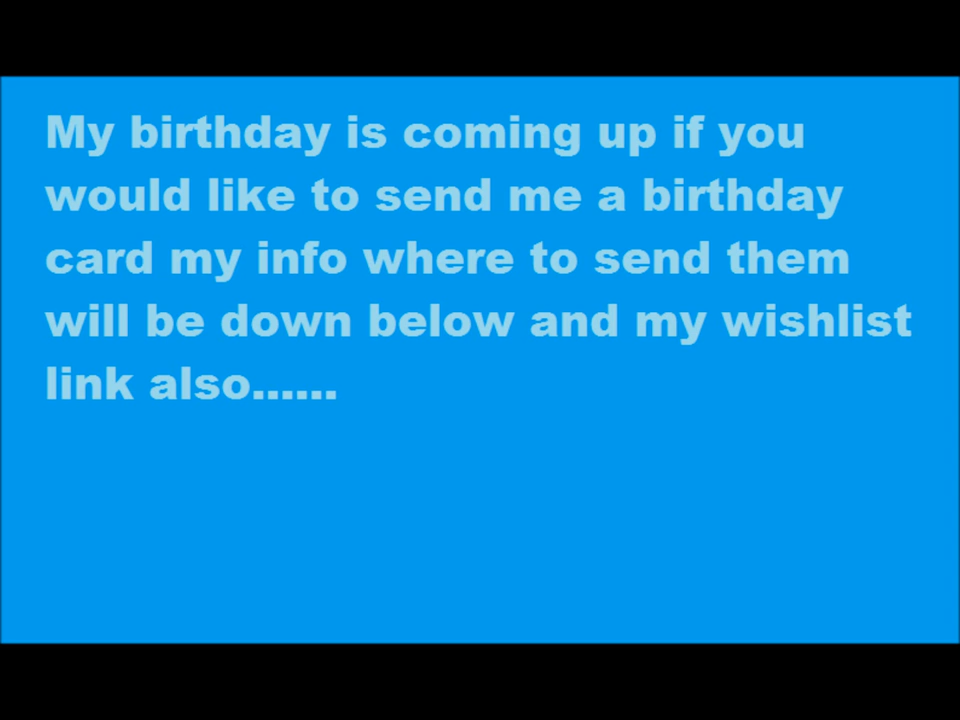 My birthday is coming up if you
would like to send me a birthday
card my info where to send them
will be down below and my wishlist
link also......